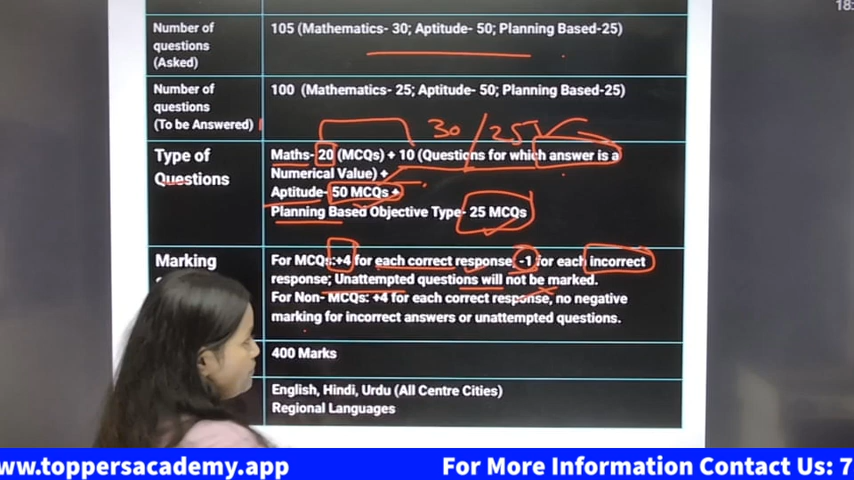 18:
Number of
questions
(Asked)
105 (Mathematics- 30; Aptitude- 50; Planning Based-25)
Number of
questions
(To be Answered)
100 (Mathematics- 25; Aptitude- 50; Planning Based-25)
30/25
Type of
Questions
Maths- 20 (MCQs) + 10 (Questions for which answer is a
Numerical Value) +
Aptitude- 50 MCQs +
Planning Based Objective Type- 25 MCQs
Marking
For MCQs:+4 for each correct response, -1 for each incorrect
response; Unattempted questions will not be marked.
For Non- MCQs: +4 for each correct response, no negative
marking for incorrect answers or unattempted questions.
400 Marks
English, Hindi, Urdu (All Centre Cities)
Regional Languages
ww.toppersacademy.app
For More Information Contact Us: 7